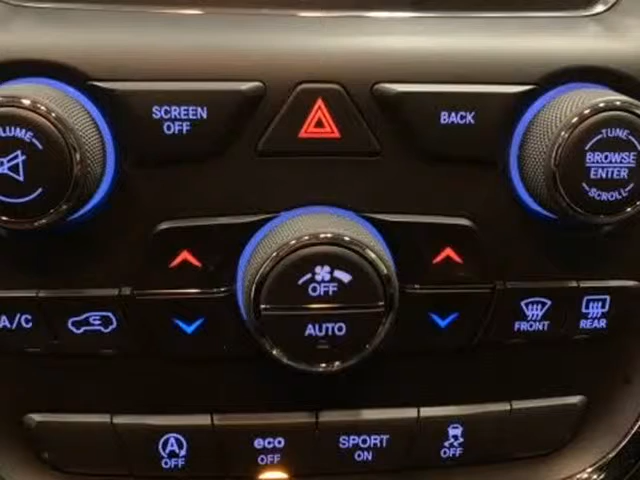 VOLUME
SCREEN
OFF
BACK
TUNE
BROWSE
ENTER
SCROLL
OFF
AUTO
A/C
FRONT
REAR
A
OFF
eco
OFF
SPORT
ON
OFF